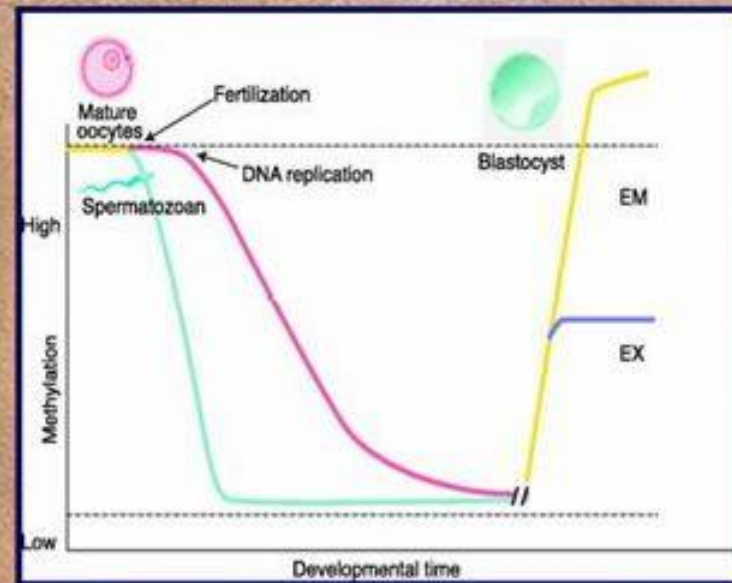 Mature
oocytes
Fertilization
DNA replication
Spermatozoan
Blastocyst
EM
EX
High
Methylation
Low
Developmental time